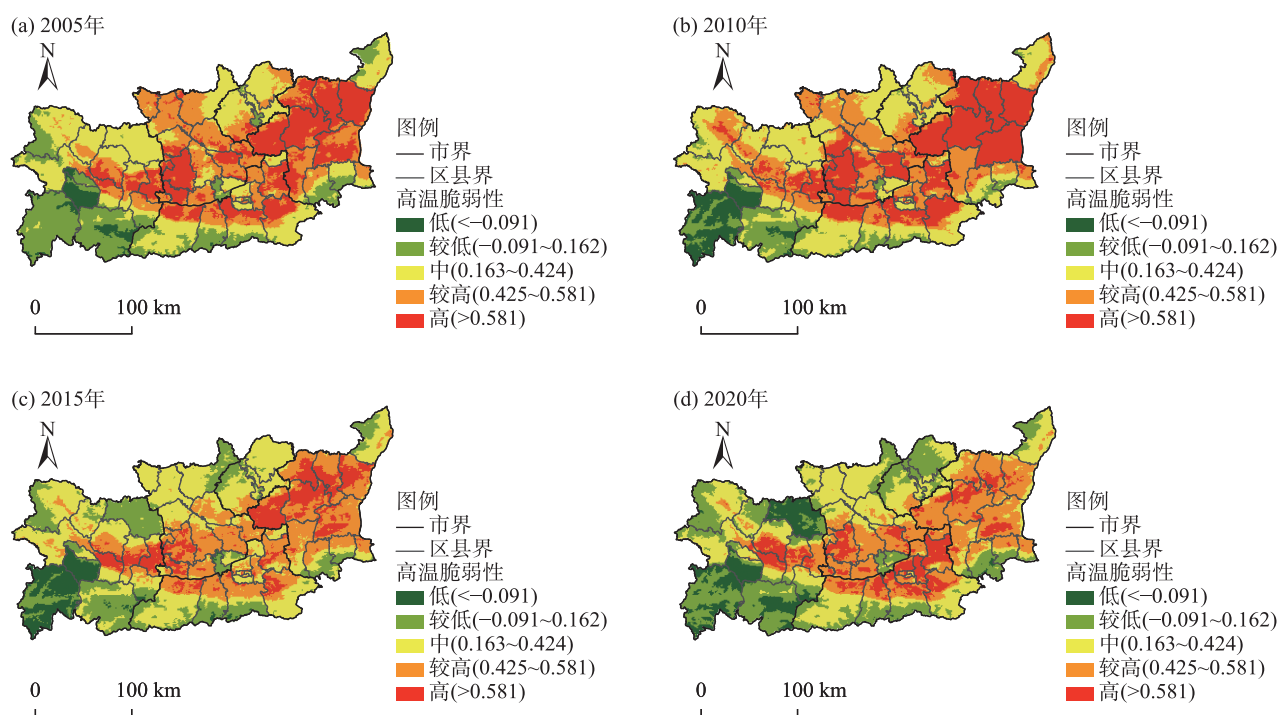 (a) 2005年
N
图例
市界
区县界
高温脆弱性
低(<−0.091)
较低(−0.091~0.162)
中(0.163~0.424)
较高(0.425~0.581)
高(>0.581)
0 100 km
(b) 2010年
N
图例
市界
区县界
高温脆弱性
低(<−0.091)
较低(−0.091~0.162)
中(0.163~0.424)
较高(0.425~0.581)
高(>0.581)
0 100 km
(c) 2015年
N
图例
市界
区县界
高温脆弱性
低(<−0.091)
较低(−0.091~0.162)
中(0.163~0.424)
较高(0.425~0.581)
高(>0.581)
0 100 km
(d) 2020年
N
图例
市界
区县界
高温脆弱性
低(<−0.091)
较低(−0.091~0.162)
中(0.163~0.424)
较高(0.425~0.581)
高(>0.581)
0 100 km